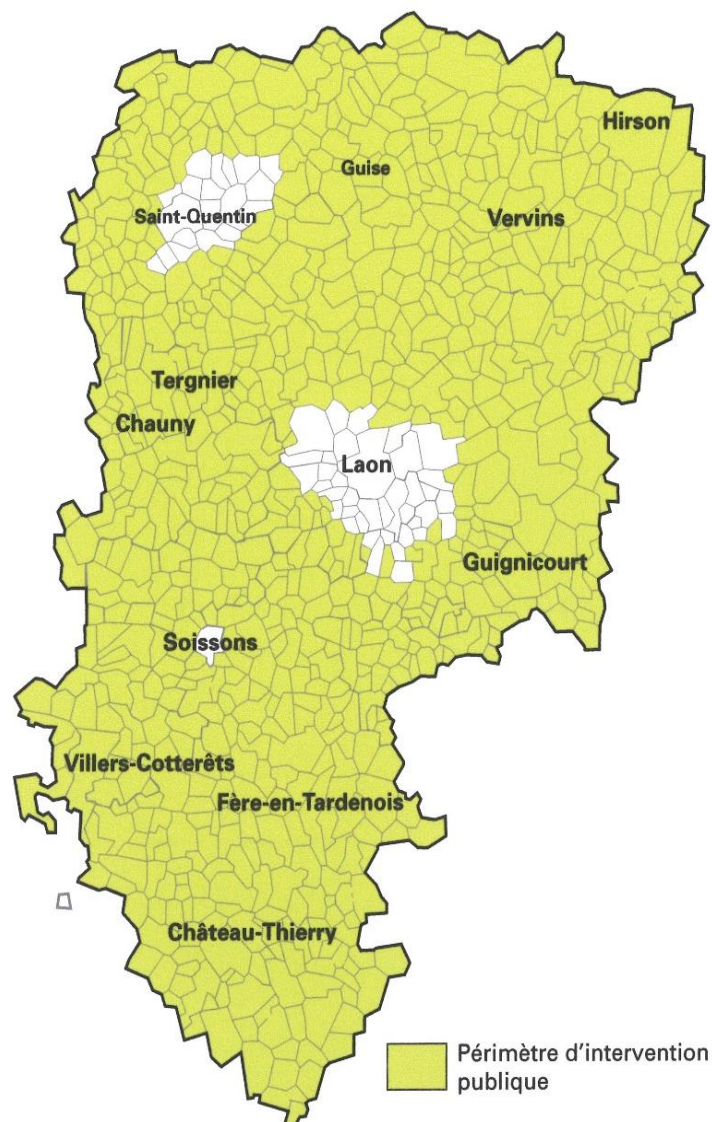 Hirson
Guise
Saint-Quentin
Vervins
Tergnier
Chauny
Laon
Guignicourt
Soissons
Villers-Cotterêts
Fère-en-Tardenois
Château-Thierry
Périmètre d'intervention
publique